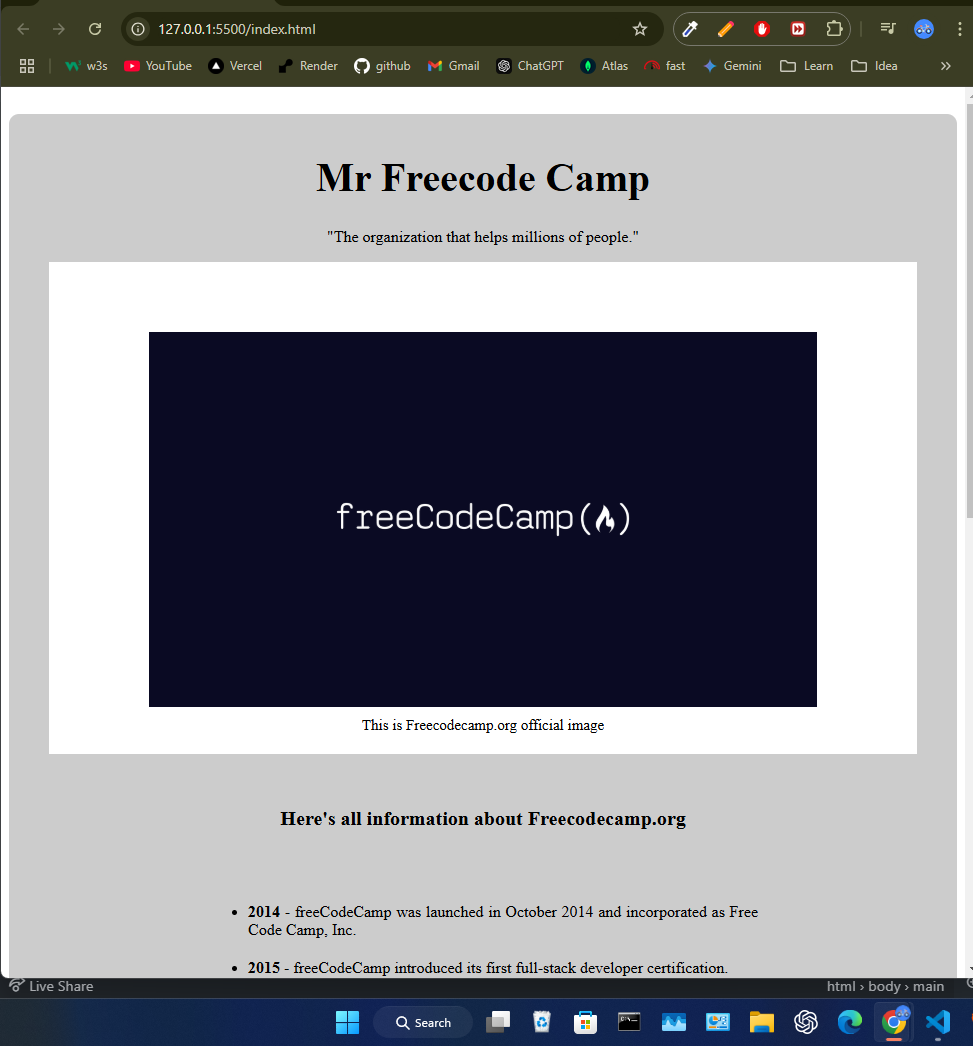 127.0.0.1:5500/index.html
w3s YouTube Vercel Render github Gmail ChatGPT Atlas fast Gemini Learn Idea »
Mr Freecode Camp
"The organization that helps millions of people."
freeCodeCamp(🔥)
This is Freecodecamp.org official image
Here's all information about Freecodecamp.org
• 2014 - freeCodeCamp was launched in October 2014 and incorporated as Free
Code Camp, Inc.
• 2015 - freeCodeCamp introduced its first full-stack developer certification.
Live Share html › body › main
Search